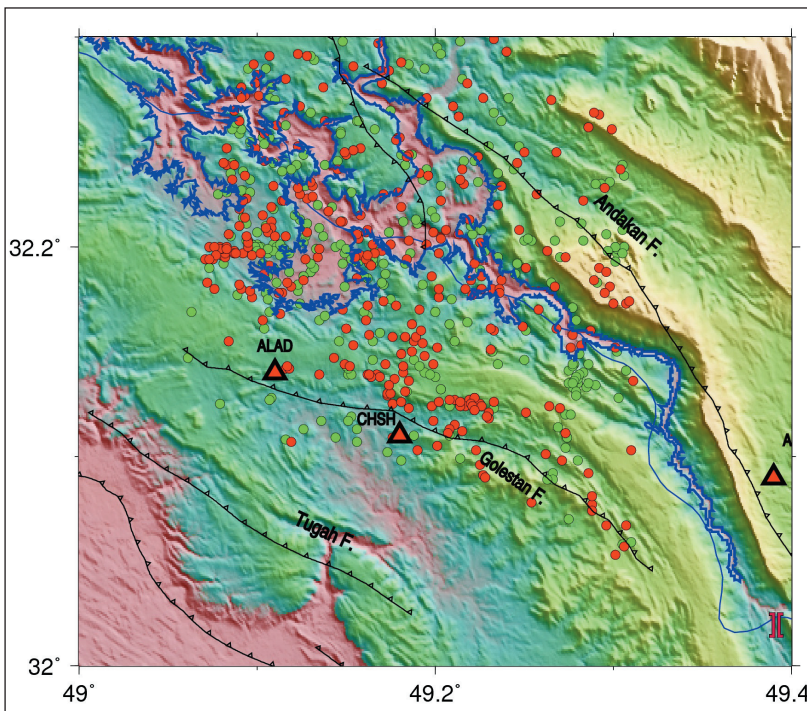 Andakan F.
32.2°
ALAD
CHSH
A
Golestan F.
Tugah F.
32°
49°
49.2°
49.4